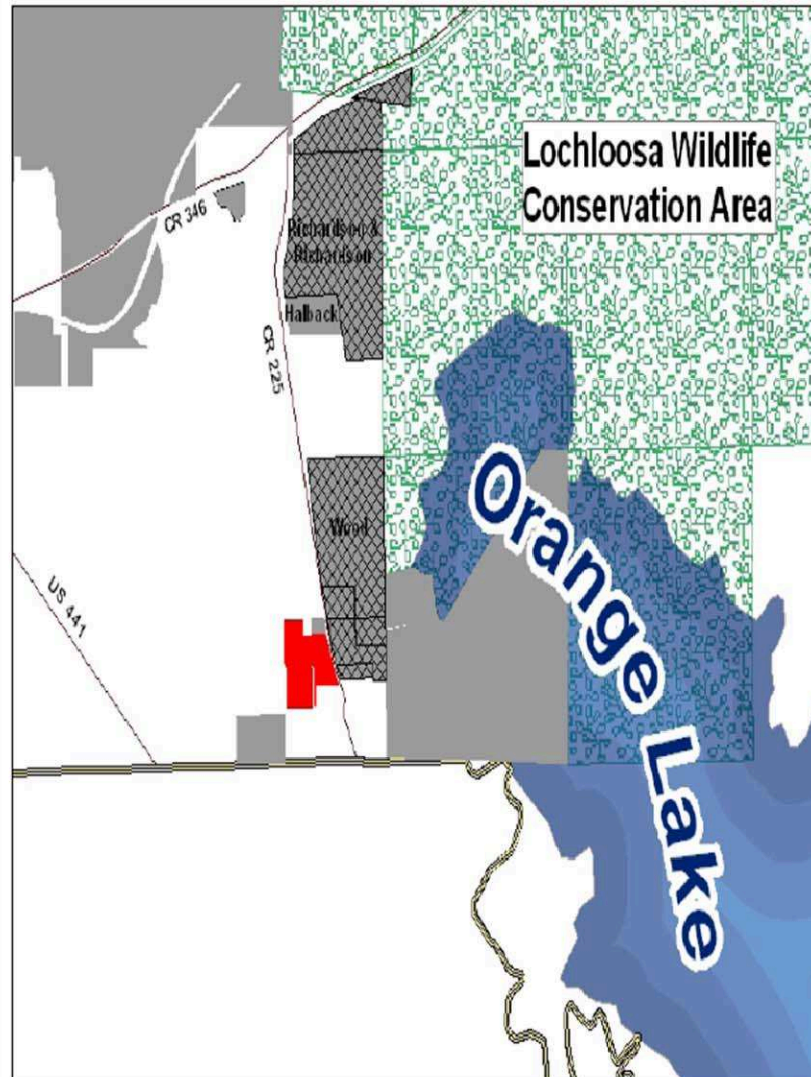 Lochloosa Wildlife
Conservation Area
CR 346
Richardson &
Richardson
Halback
CR 225
Orange Lake
Wood
US 441